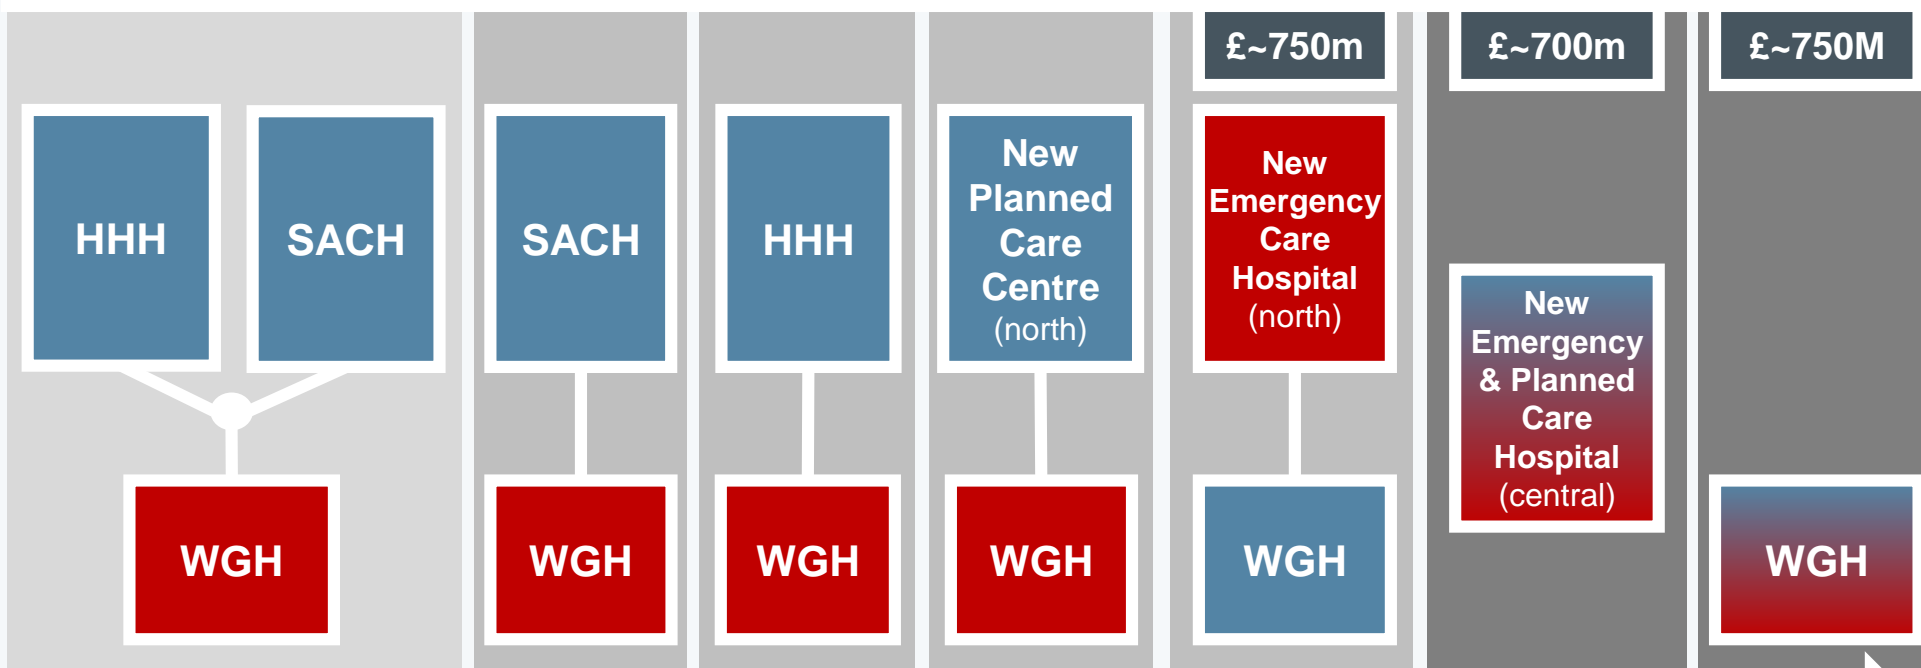 £~750m
£~700m
£~750M
HHH
SACH
SACH
HHH
New
Planned
Care
Centre
(north)
New
Emergency
Care
Hospital
(north)
New
Emergency
& Planned
Care
Hospital
(central)
WGH
WGH
WGH
WGH
WGH
WGH